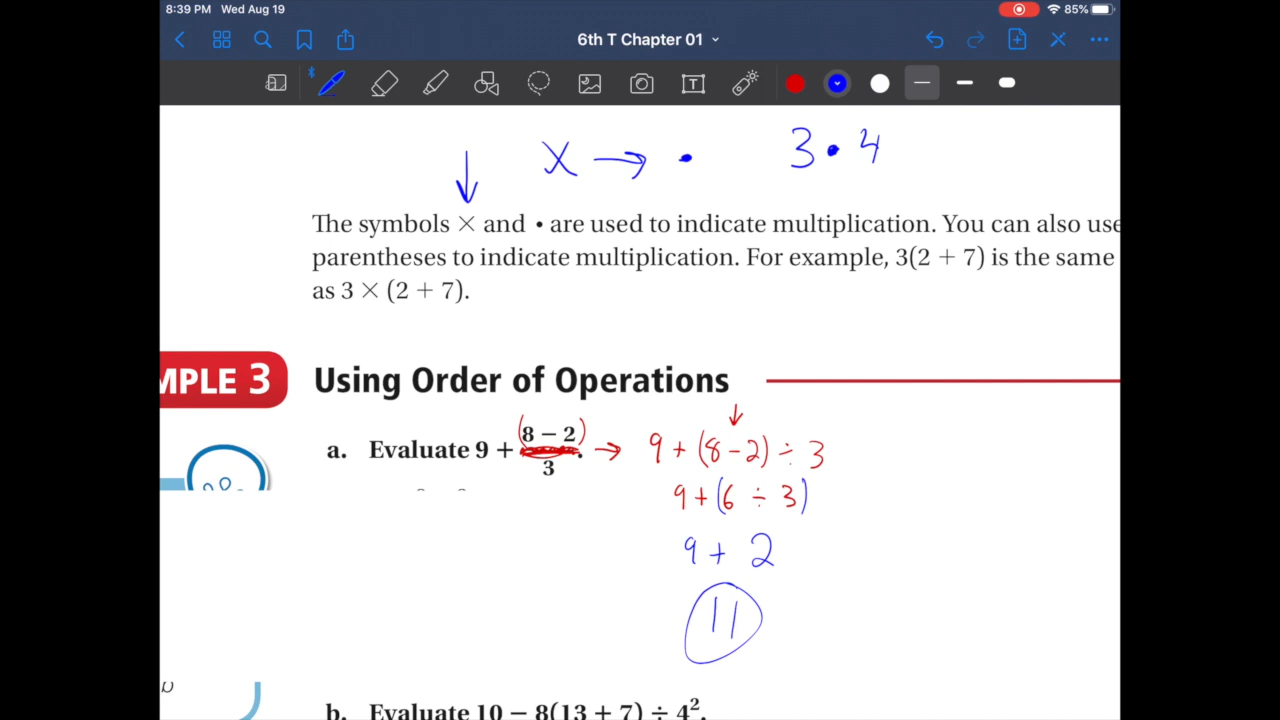 8:39 PM Wed Aug 19 85%
6th T Chapter 01
X → • 3 • 4
The symbols × and • are used to indicate multiplication. You can also use
parentheses to indicate multiplication. For example, 3(2 + 7) is the same
as 3 × (2 + 7).
MPLE 3 Using Order of Operations
a. Evaluate 9 + (8 − 2)/3. → 9 + (8 − 2) ÷ 3
9 + (6 ÷ 3)
9 + 2
11
b. Evaluate 10 − 8(13 + 7) ÷ 4².